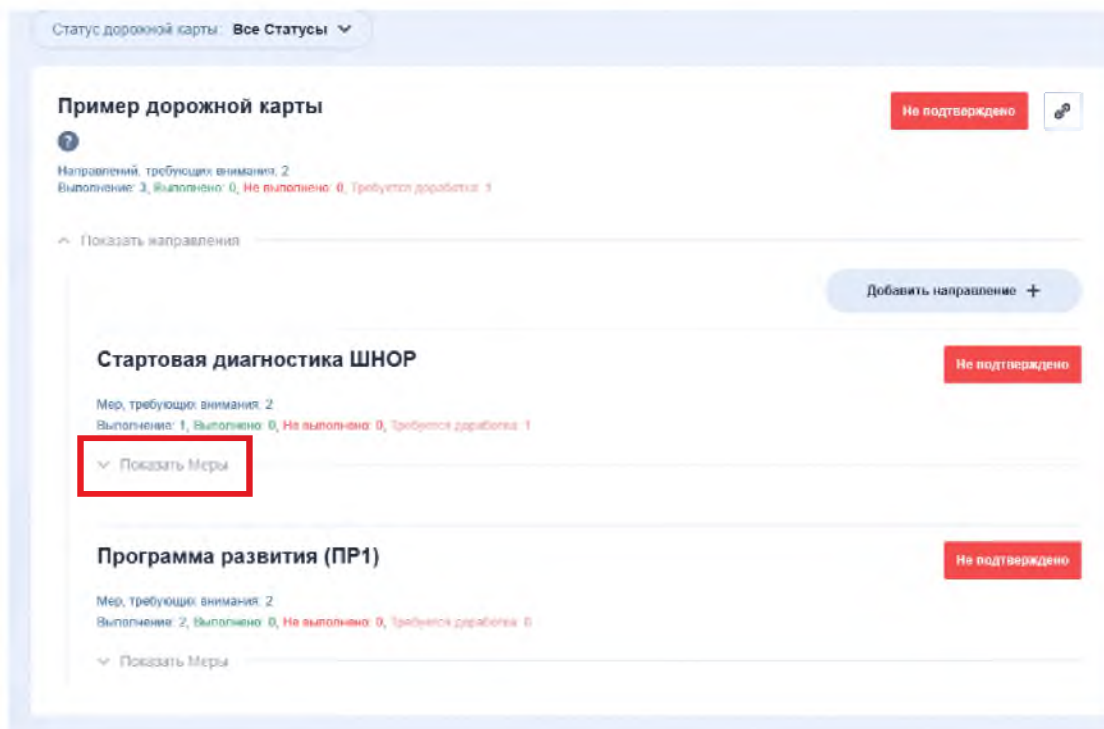 Статус дорожной карты: Все Статусы
Пример дорожной карты
Не подтверждено
?
Направлений, требующих внимания: 2
Выполнение: 3, Выполнено: 0, Не выполнено: 0, Требуется доработка: 1
Показать направления
Добавить направление +
Стартовая диагностика ШНОР
Не подтверждено
Мер, требующих внимания: 2
Выполнение: 1, Выполнено: 0, Не выполнено: 0, Требуется доработка: 1
Показать Меры
Программа развития (ПР1)
Не подтверждено
Мер, требующих внимания: 2
Выполнение: 2, Выполнено: 0, Не выполнено: 0, Требуется доработка: 0
Показать Меры